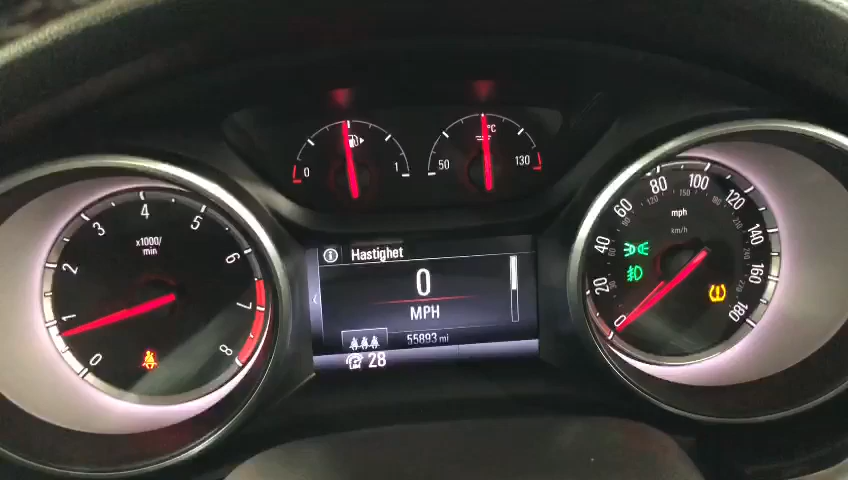 0 1
50 °C 130
0 1 2 3 4 5 6 7 8
x1000/
min
Hastighet
0
MPH
55893 mi
28
0 20 40 60 80 100 120 140 160 180
mph
km/h